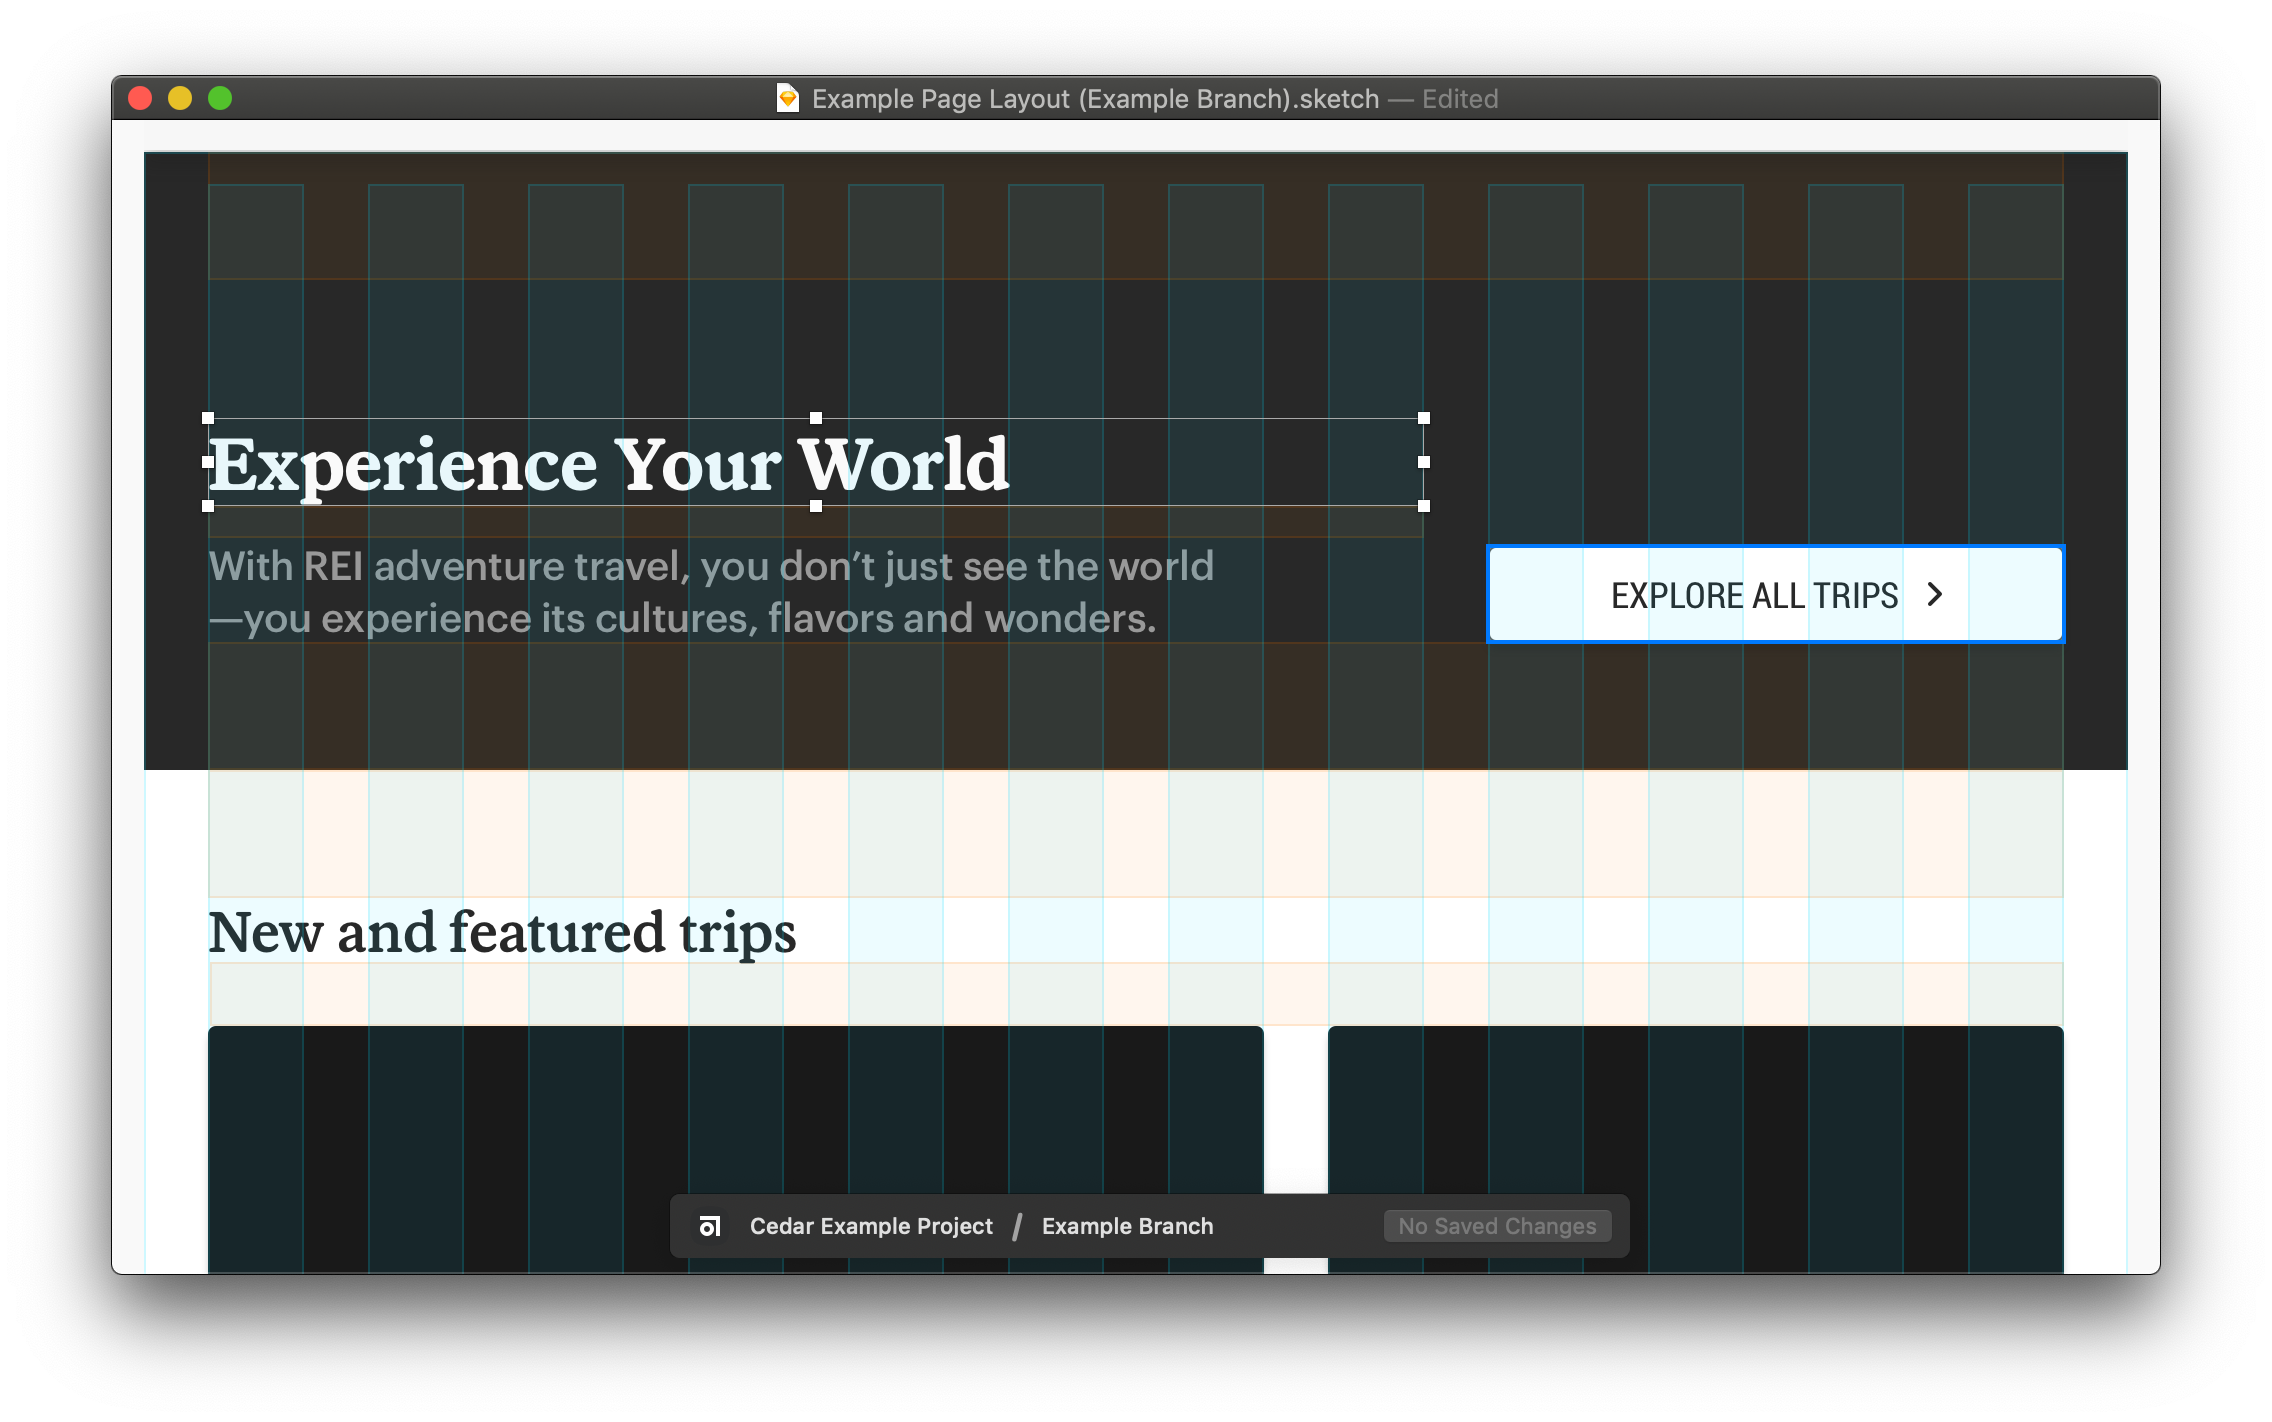 Example Page Layout (Example Branch).sketch — Edited
Experience Your World
With REI adventure travel, you don’t just see the world
—you experience its cultures, flavors and wonders.
EXPLORE ALL TRIPS
New and featured trips
Cedar Example Project / Example Branch
No Saved Changes